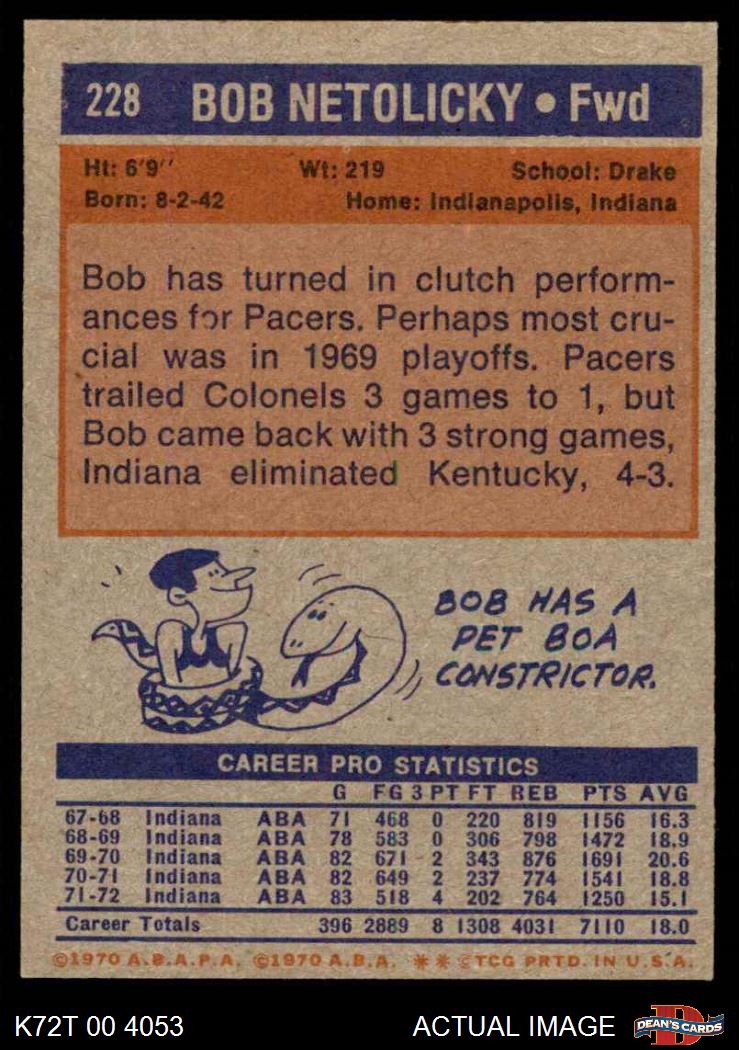 228 BOB NETOLICKY • Fwd
Ht: 6'9'' Wt: 219 School: Drake
Born: 8-2-42 Home: Indianapolis, Indiana
Bob has turned in clutch perform-
ances for Pacers. Perhaps most cru-
cial was in 1969 playoffs. Pacers
trailed Colonels 3 games to 1, but
Bob came back with 3 strong games,
Indiana eliminated Kentucky, 4-3.
BOB HAS A
PET BOA
CONSTRICTOR.
CAREER PRO STATISTICS
G FG 3 PT FT REB PTS AVG
67-68 Indiana ABA 71 468 0 220 819 1156 16.3
68-69 Indiana ABA 78 583 0 306 798 1472 18.9
69-70 Indiana ABA 82 671 2 343 876 1691 20.6
70-71 Indiana ABA 82 649 2 237 774 1541 18.8
71-72 Indiana ABA 83 518 4 202 764 1250 15.1
Career Totals 396 2889 8 1308 4031 7110 18.0
©1970 A.B.A.P.A. ©1970 A.B.A. ** ©TCG PRTD. IN U.S.A.
K72T 00 4053 ACTUAL IMAGE D DEAN'S CARDS